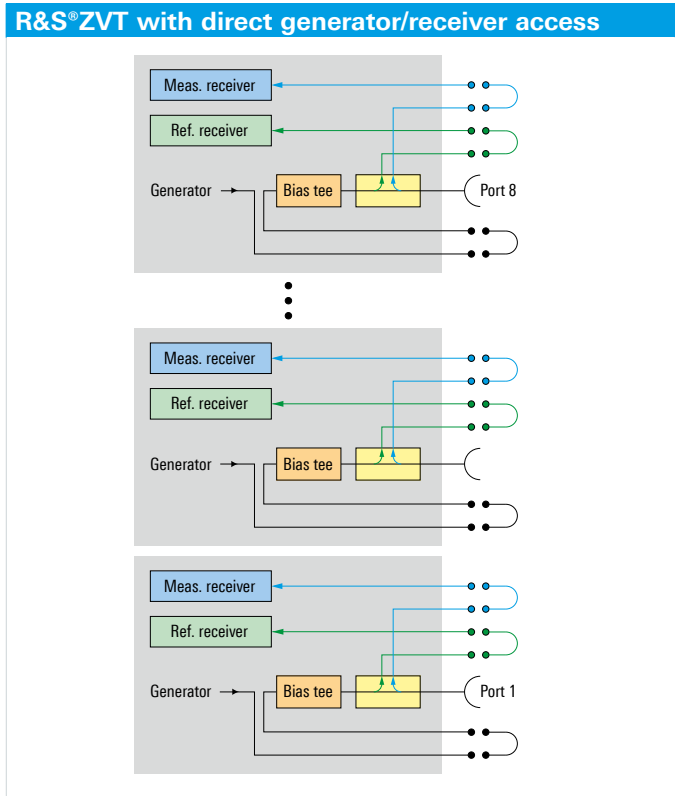 R&S®ZVT with direct generator/receiver access
Meas. receiver
Ref. receiver
Generator
Bias tee
Port 8
Meas. receiver
Ref. receiver
Generator
Bias tee
Meas. receiver
Ref. receiver
Generator
Bias tee
Port 1